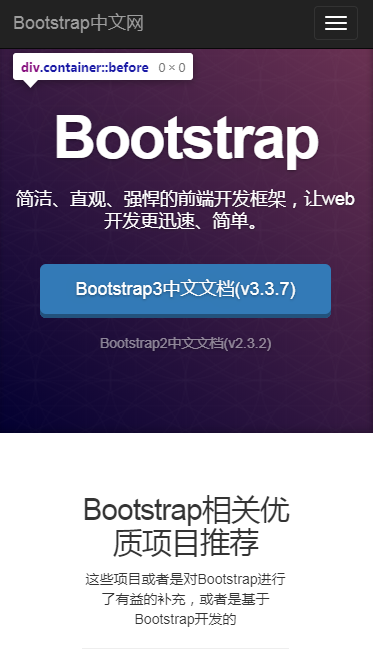 Bootstrap中文网
div.container::before 0 × 0
Bootstrap
简洁、直观、强悍的前端开发框架，让web
开发更迅速、简单。
Bootstrap3中文文档(v3.3.7)
Bootstrap2中文文档(v2.3.2)
Bootstrap相关优
质项目推荐
这些项目或者是对Bootstrap进行
了有益的补充，或者是基于
Bootstrap开发的